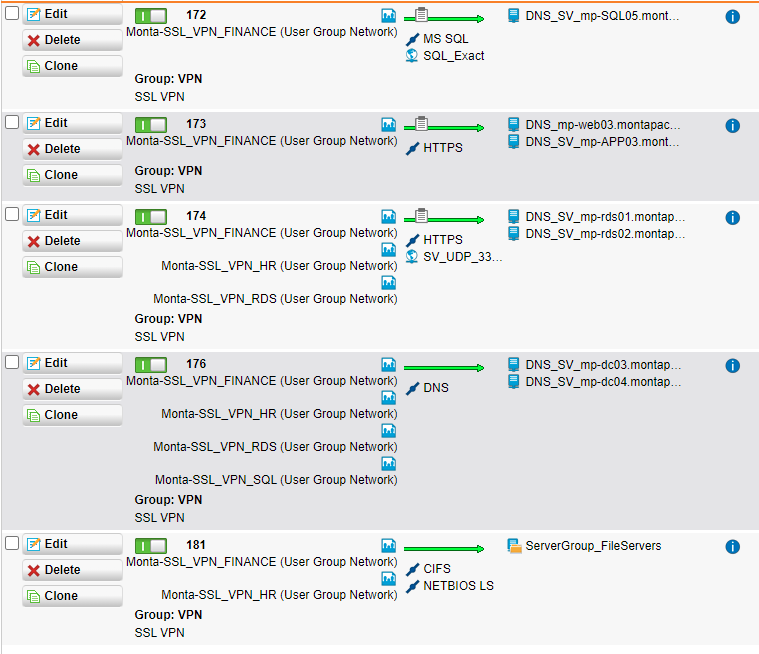 Edit
Delete
Clone
172
Monta-SSL_VPN_FINANCE (User Group Network)
Group: VPN
SSL VPN
MS SQL
SQL_Exact
DNS_SV_mp-SQL05.mont...
Edit
Delete
Clone
173
Monta-SSL_VPN_FINANCE (User Group Network)
Group: VPN
SSL VPN
HTTPS
DNS_mp-web03.montapac...
DNS_SV_mp-APP03.mont...
Edit
Delete
Clone
174
Monta-SSL_VPN_FINANCE (User Group Network)
Monta-SSL_VPN_HR (User Group Network)
Monta-SSL_VPN_RDS (User Group Network)
Group: VPN
SSL VPN
HTTPS
SV_UDP_33...
DNS_SV_mp-rds01.montap...
DNS_SV_mp-rds02.montap...
Edit
Delete
Clone
176
Monta-SSL_VPN_FINANCE (User Group Network)
Monta-SSL_VPN_HR (User Group Network)
Monta-SSL_VPN_RDS (User Group Network)
Monta-SSL_VPN_SQL (User Group Network)
Group: VPN
SSL VPN
DNS
DNS_SV_mp-dc03.montap...
DNS_SV_mp-dc04.montap...
Edit
Delete
Clone
181
Monta-SSL_VPN_FINANCE (User Group Network)
Monta-SSL_VPN_HR (User Group Network)
Group: VPN
SSL VPN
CIFS
NETBIOS LS
ServerGroup_FileServers